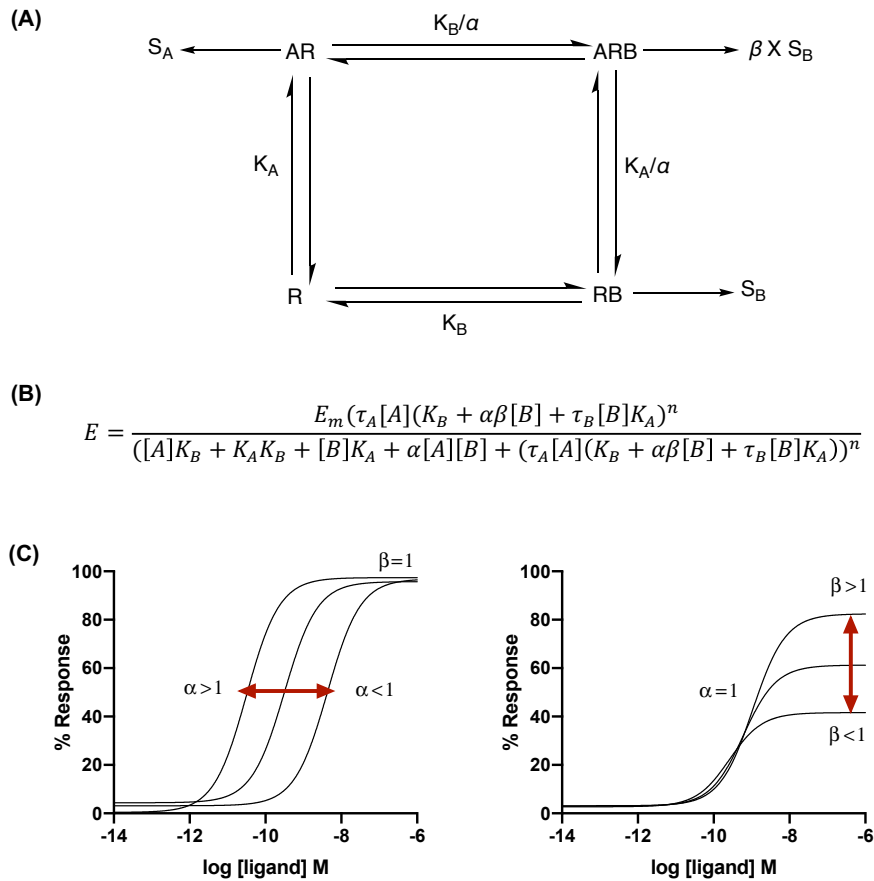 (A)
K_B/α
S_A AR ARB β X S_B
K_A K_A/α
R RB S_B
K_B
(B)
E = \frac{E_m(τ_A[A](K_B + αβ[B] + τ_B[B]K_A)^n}{([A]K_B + K_AK_B + [B]K_A + α[A][B] + (τ_A[A](K_B + αβ[B] + τ_B[B]K_A))^n}
(C)
% Response
100
80
60
40
20
0
β=1
α>1 α<1
-14 -12 -10 -8 -6
log [ligand] M
% Response
100
80
60
40
20
0
β>1
α=1
β<1
-14 -12 -10 -8 -6
log [ligand] M